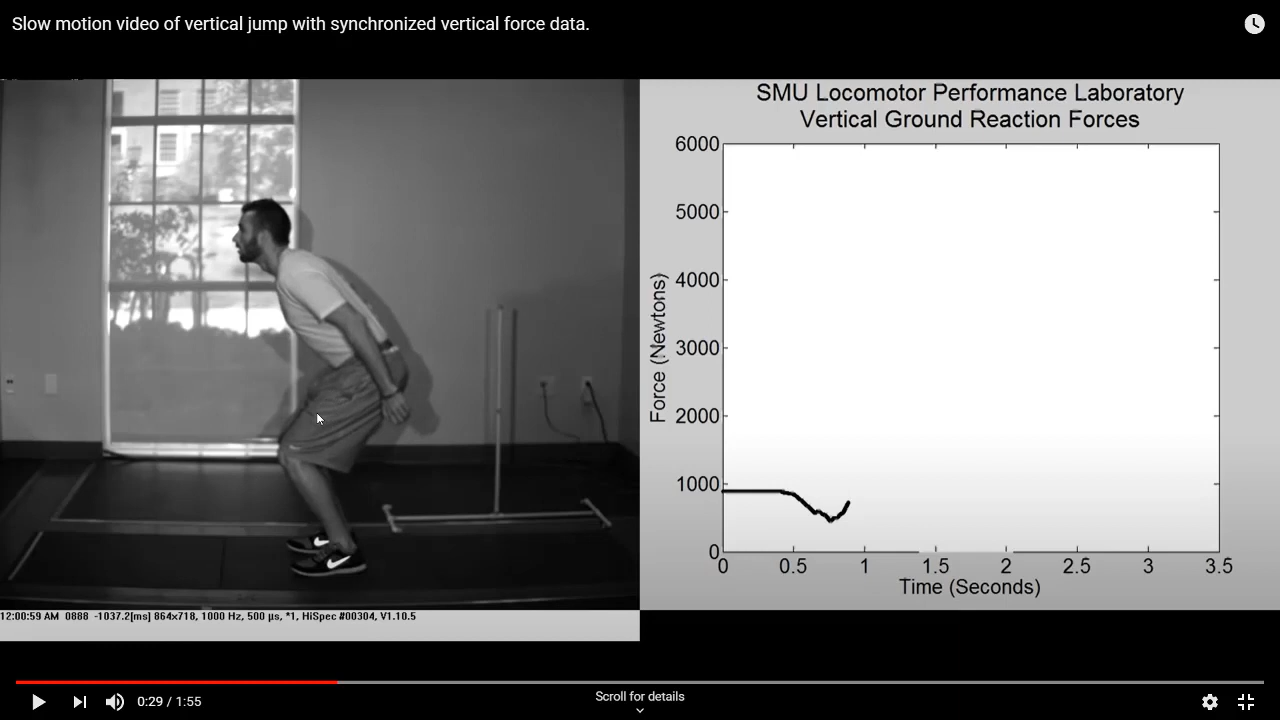 Slow motion video of vertical jump with synchronized vertical force data.
SMU Locomotor Performance Laboratory
Vertical Ground Reaction Forces
6000
5000
4000
3000
2000
1000
0
Force (Newtons)
0 0.5 1 1.5 2 2.5 3 3.5
Time (Seconds)
12:00:59 AM 0888 -1037.2[ms] 864x718, 1000 Hz, 500 µs, *1, HiSpec #00304, V1.10.5
0:29 / 1:55
Scroll for details